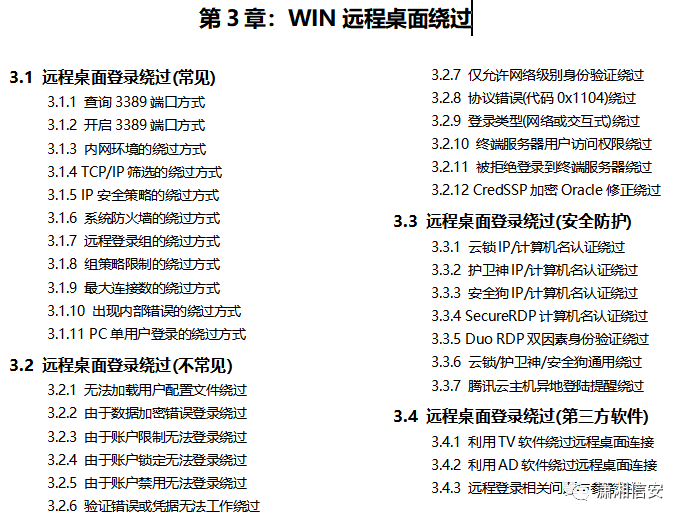 第 3 章：WIN 远程桌面绕过
3.1 远程桌面登录绕过(常见)
3.1.1 查询 3389 端口方式
3.1.2 开启 3389 端口方式
3.1.3 内网环境的绕过方式
3.1.4 TCP/IP 筛选的绕过方式
3.1.5 IP 安全策略的绕过方式
3.1.6 系统防火墙的绕过方式
3.1.7 远程登录组的绕过方式
3.1.8 组策略限制的绕过方式
3.1.9 最大连接数的绕过方式
3.1.10 出现内部错误的绕过方式
3.1.11 PC 单用户登录的绕过方式
3.2 远程桌面登录绕过(不常见)
3.2.1 无法加载用户配置文件绕过
3.2.2 由于数据加密错误登录绕过
3.2.3 由于账户限制无法登录绕过
3.2.4 由于账户锁定无法登录绕过
3.2.5 由于账户禁用无法登录绕过
3.2.6 验证错误或凭据无法工作绕过
3.2.7 仅允许网络级别身份验证绕过
3.2.8 协议错误(代码 0x1104)绕过
3.2.9 登录类型(网络或交互式)绕过
3.2.10 终端服务器用户访问权限绕过
3.2.11 被拒绝登录到终端服务器绕过
3.2.12 CredSSP 加密 Oracle 修正绕过
3.3 远程桌面登录绕过(安全防护)
3.3.1 云锁 IP/计算机名认证绕过
3.3.2 护卫神 IP/计算机名认证绕过
3.3.3 安全狗 IP/计算机名认证绕过
3.3.4 SecureRDP 计算机名认证绕过
3.3.5 Duo RDP 双因素身份验证绕过
3.3.6 云锁/护卫神/安全狗通用绕过
3.3.7 腾讯云主机异地登陆提醒绕过
3.4 远程桌面登录绕过(第三方软件)
3.4.1 利用 TV 软件绕过远程桌面连接
3.4.2 利用 AD 软件绕过远程桌面连接
3.4.3 远程登录相关问
潇湘信安